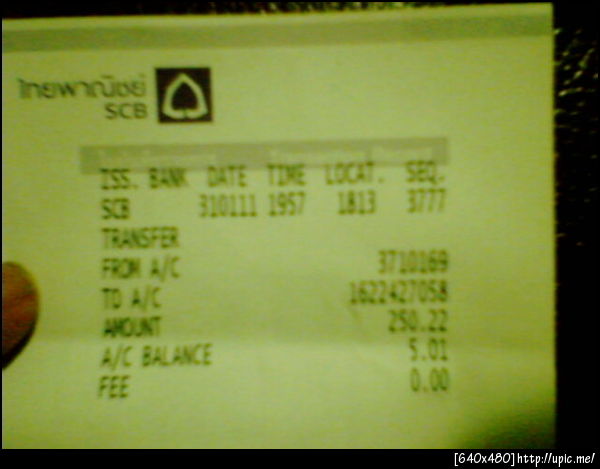 ไทยพาณิชย์
SCB
ISS. BANK DATE TIME LOCAT. SEQ.
SCB 310111 1957 1813 3777
TRANSFER
FROM A/C 3710169
TO A/C 1622427058
AMOUNT 250.22
A/C BALANCE 5.01
FEE 0.00
[640x480]http://upic.me/